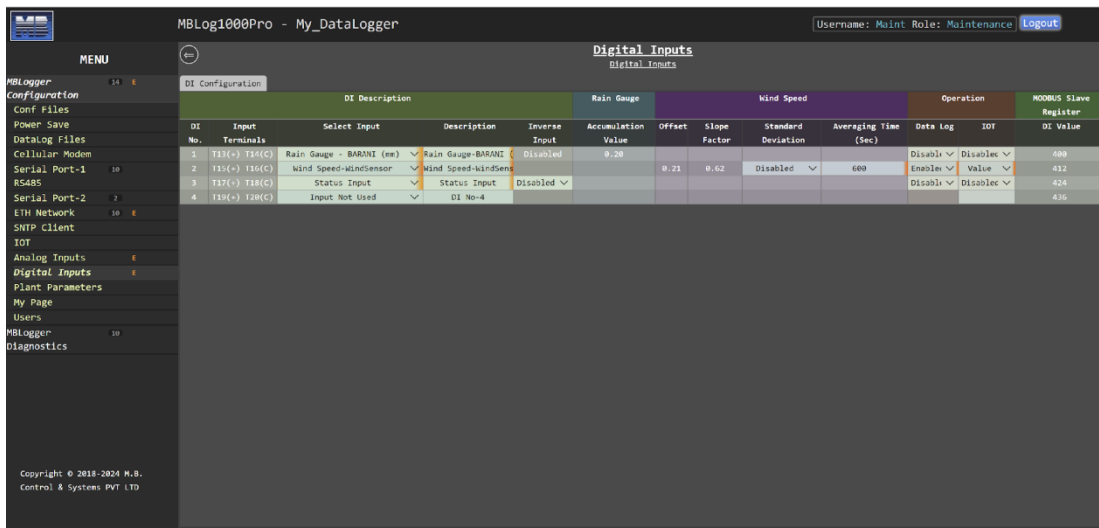 MBLog1000Pro - My_DataLogger
Username: Maint Role: Maintenance Logout
MENU
MBLogger 14 E
Configuration
Conf Files
Power Save
DataLog Files
Cellular Modem
Serial Port-1 10
RS485
Serial Port-2 2
ETH Network 10 E
SNTP Client
IOT
Analog Inputs E
Digital Inputs E
Plant Parameters
My Page
Users
MBLogger 10
Diagnostics
Copyright © 2018-2024 M.B.
Control & Systems PVT LTD
Digital Inputs
Digital Inputs
DI Configuration
DI Description Rain Gauge Wind Speed Operation MODBUS Slave
Register
DI Input Select Input Description Inverse Accumulation Offset Slope Standard Averaging Time Data Log IOT DI Value
No. Terminals Input Value Factor Deviation (Sec)
1 T13(+) T14(C) Rain Gauge - BARANI (mm) Rain Gauge-BARANI ( Disabled 0.20 Disabl Disablec 400
2 T15(+) T16(C) Wind Speed-WindSensor Wind Speed-WindSens 0.21 0.62 Disabled 600 Enablec Value 412
3 T17(+) T18(C) Status Input Status Input Disabled Disabl Disablec 424
4 T19(+) T20(C) Input Not Used DI No-4 436